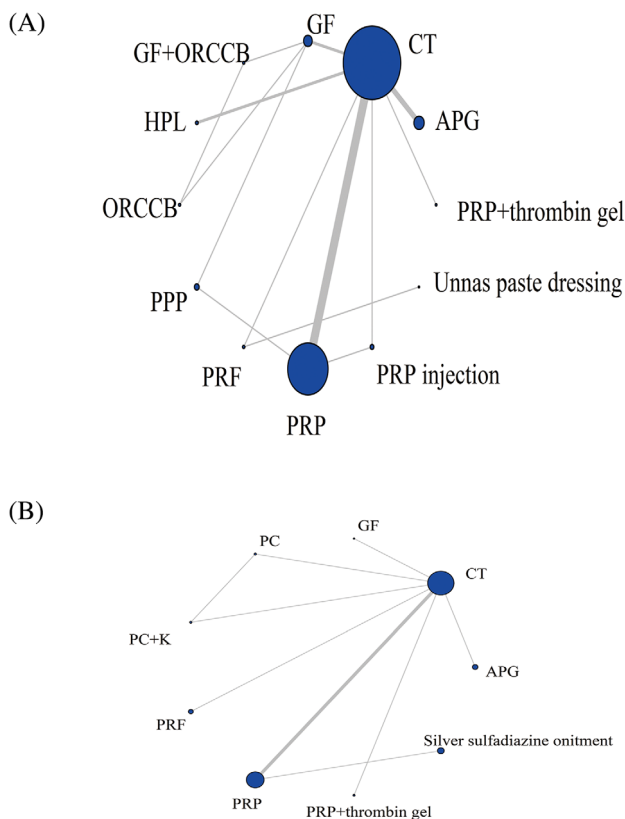 (A)
GF
CT
GF+ORCCB
HPL
APG
ORCCB
PRP+thrombin gel
Unnas paste dressing
PPP
PRF
PRP injection
PRP
(B)
GF
PC
CT
PC+K
APG
PRF
Silver sulfadiazine onitment
PRP
PRP+thrombin gel